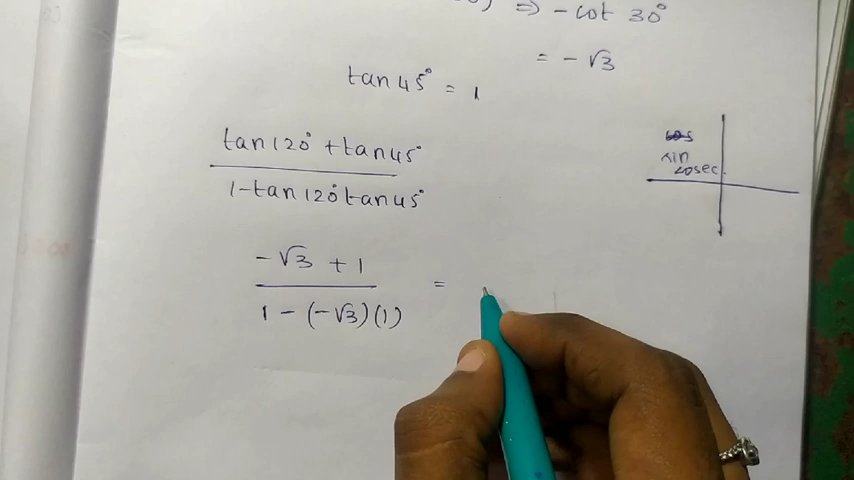 ⇒ - cot 30°
= - √3
tan 45° = 1
tan 120° + tan 45°
1 - tan 120° tan 45°
sin
cosec
- √3 + 1
1 - (-√3)(1)
=